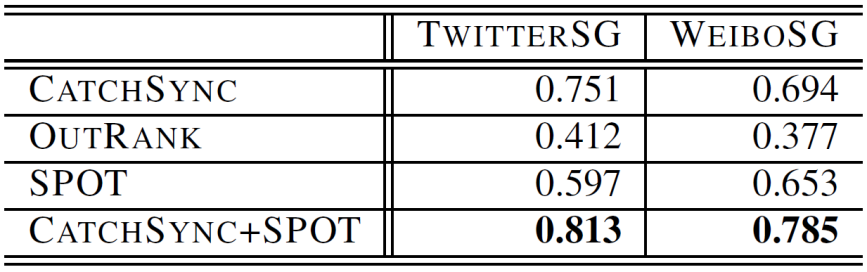 TWITTERSG WEIBOSG
CATCHSYNC 0.751 0.694
OUTRANK 0.412 0.377
SPOT 0.597 0.653
CATCHSYNC+SPOT 0.813 0.785